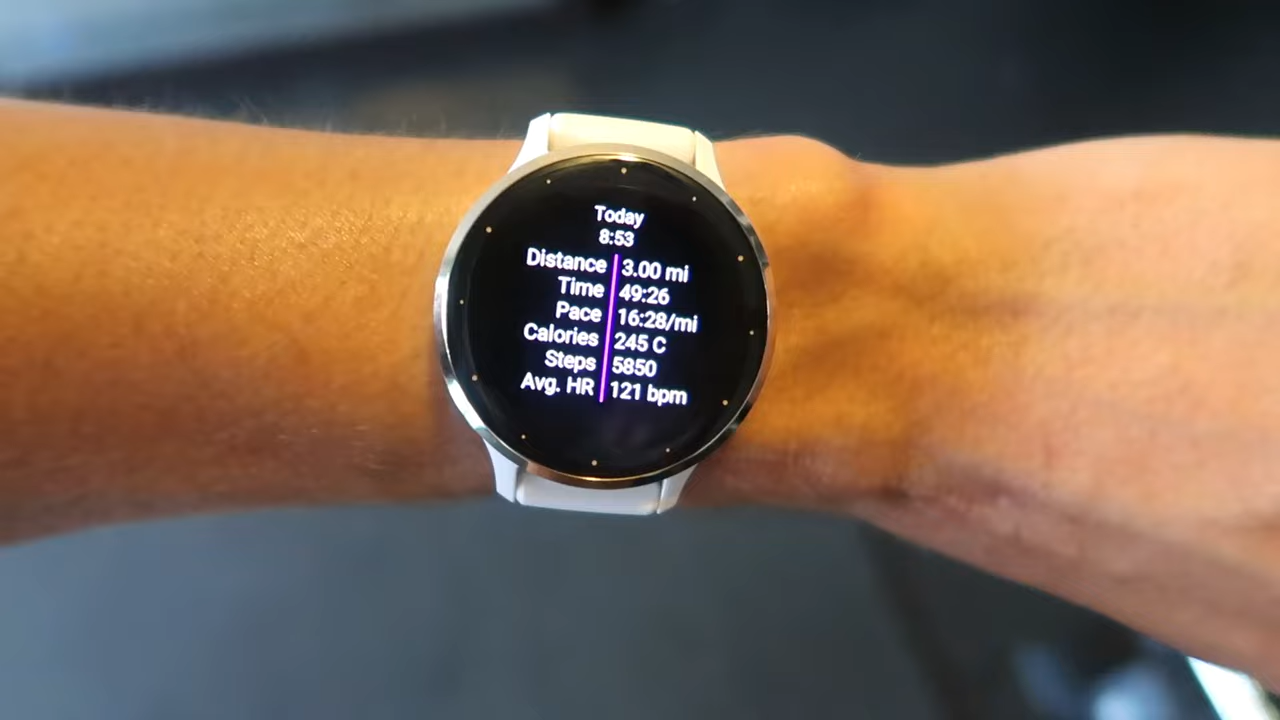 Today
8:53
Distance 3.00 mi
Time 49:26
Pace 16:28/mi
Calories 245 C
Steps 5850
Avg. HR 121 bpm